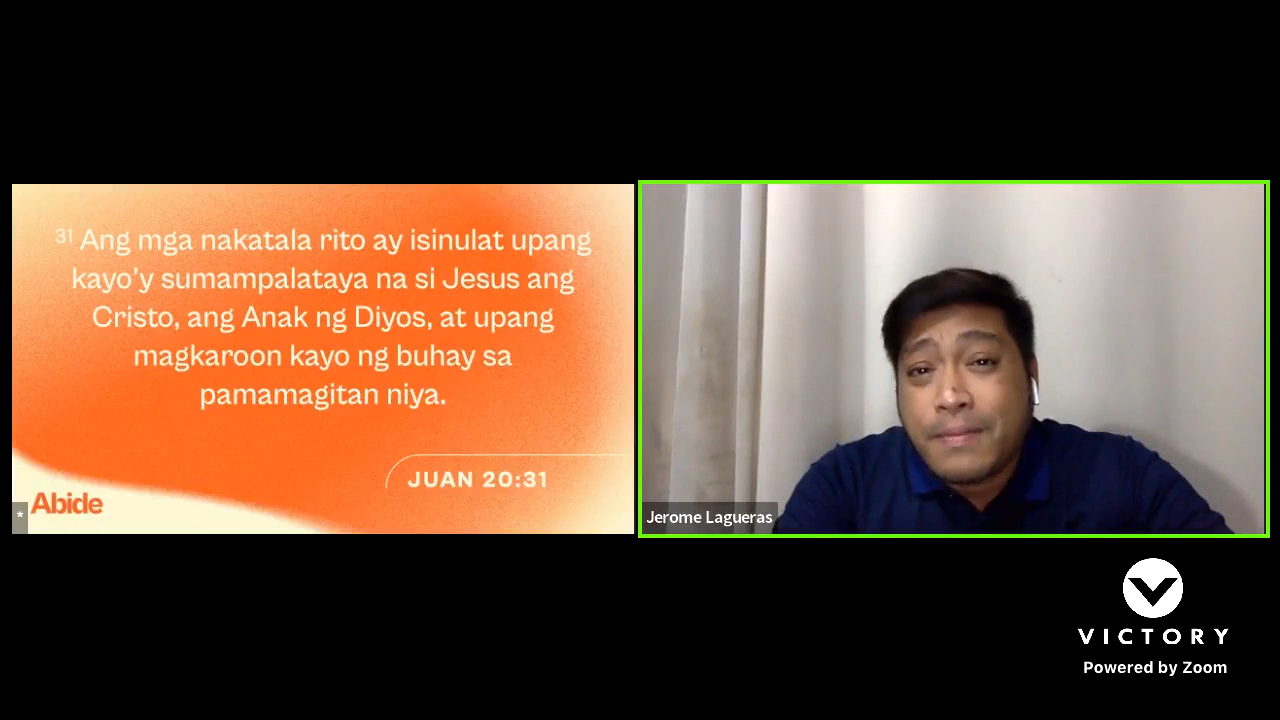 31 Ang mga nakatala rito ay isinulat upang
kayo'y sumampalataya na si Jesus ang
Cristo, ang Anak ng Diyos, at upang
magkaroon kayo ng buhay sa
pamamagitan niya.
JUAN 20:31
* Abide
Jerome Lagueras
VICTORY
Powered by Zoom